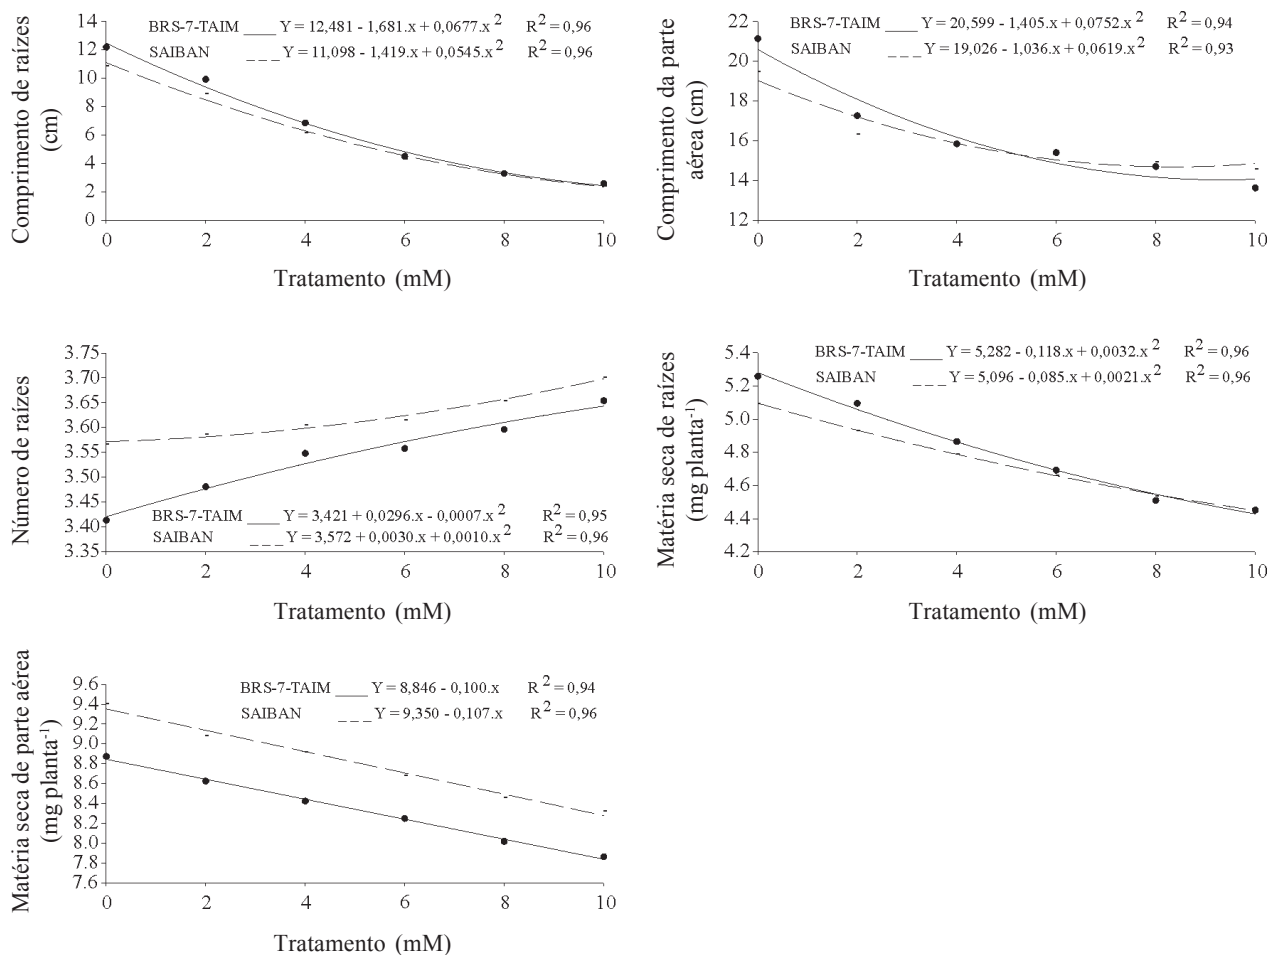 BRS-7-TAIM ____ Y = 12,481 - 1,681.x + 0,0677.x 2 R2 = 0,96
SAIBAN ____ Y = 11,098 - 1,419.x + 0,0545.x2 R2 = 0,96
Comprimento de raízes
(cm)
14
12
10
8
6
4
2
0
0 2 4 6 8 10
Tratamento (mM)
BRS-7-TAIM ____ Y = 20,599 - 1,405.x + 0,0752.x2 R2 = 0,94
SAIBAN ____ Y = 19,026 - 1,036.x + 0,0619.x2 R2 = 0,93
Comprimento da parte
aérea (cm)
22
20
18
16
14
12
0 2 4 6 8 10
Tratamento (mM)
Número de raízes
3.75
3.70
3.60
3.55
3.50
3.45
3.40
3.35
BRS-7-TAIM ____ Y = 3,421 + 0,0296.x - 0,0007.x2 R2 = 0,95
SAIBAN ____ Y = 3,572 + 0,0030.x + 0,0010.x2 R2 = 0,96
0 2 4 6 8 10
Tratamento (mM)
BRS-7-TAIM ____ Y = 5,282 - 0,118.x + 0,0032.x 2 R2 = 0,96
SAIBAN ____ Y = 5,096 - 0,085.x + 0,0021.x2 R2 = 0,96
Matéria seca de raízes
(mg planta-1)
5.4
5.2
5.0
4.8
4.6
4.4
4.2
0 2 4 6 8 10
Tratamento (mM)
BRS-7-TAIM ____ Y = 8,846 - 0,100.x R 2 = 0,94
SAIBAN ____ Y = 9,350 - 0,107.x R2 = 0,96
Matéria seca de parte aérea
(mg planta-1)
9.6
9.4
9.2
9.0
8.8
8.6
8.4
8.2
8.0
7.8
7.6
0 2 4 6 8 10
Tratamento (mM)